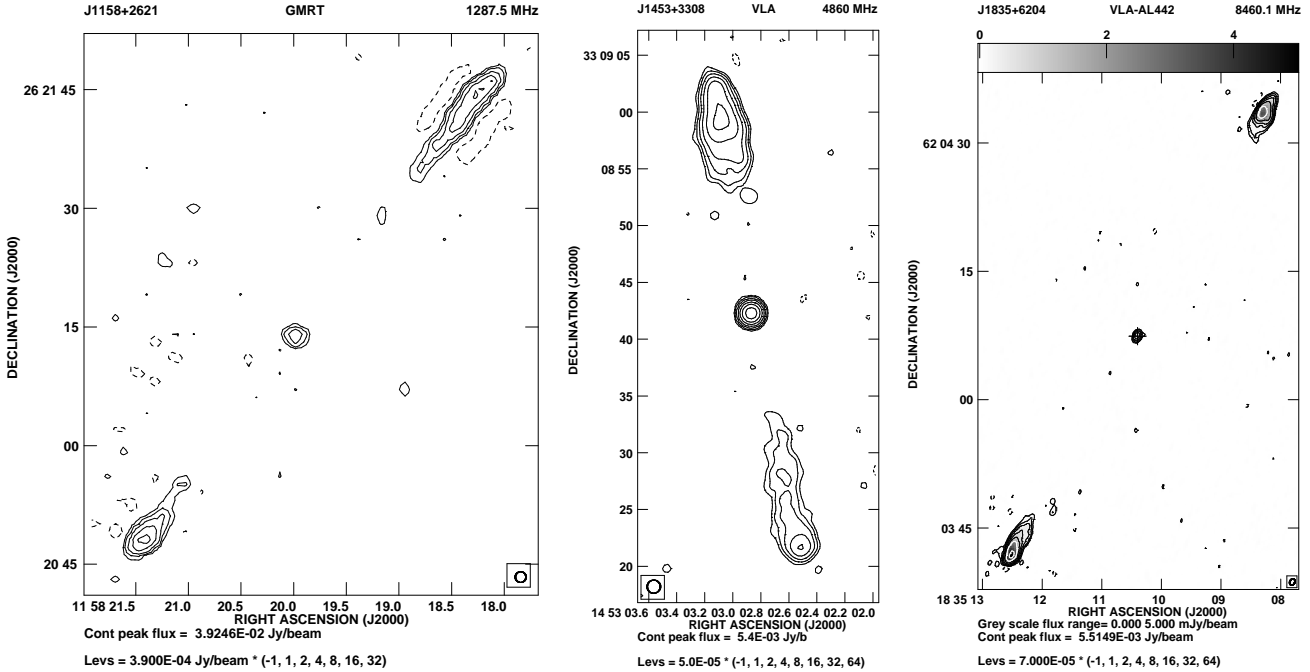 J1158+2621 GMRT 1287.5 MHz
26 21 45
30
15
00
20 45
DECLINATION (J2000)
11 58 21.5 21.0 20.5 20.0 19.5 19.0 18.5 18.0
RIGHT ASCENSION (J2000)
Cont peak flux = 3.9246E-02 Jy/beam
Levs = 3.900E-04 Jy/beam * (-1, 1, 2, 4, 8, 16, 32)
J1453+3308 VLA 4860 MHz
33 09 05
00
08 55
50
45
40
35
30
25
20
DECLINATION (J2000)
14 53 03.6 03.4 03.2 03.0 02.8 02.6 02.4 02.2 02.0
RIGHT ASCENSION (J2000)
Cont peak flux = 5.4E-03 Jy/b
Levs = 5.0E-05 * (-1, 1, 2, 4, 8, 16, 32, 64)
J1835+6204 VLA-AL442 8460.1 MHz
0 2 4
62 04 30
15
00
03 45
DECLINATION (J2000)
18 35 13 12 11 10 09 08
RIGHT ASCENSION (J2000)
Grey scale flux range= 0.000 5.000 mJy/beam
Cont peak flux = 5.5149E-03 Jy/beam
Levs = 7.000E-05 * (-1, 1, 2, 4, 8, 16, 32, 64)